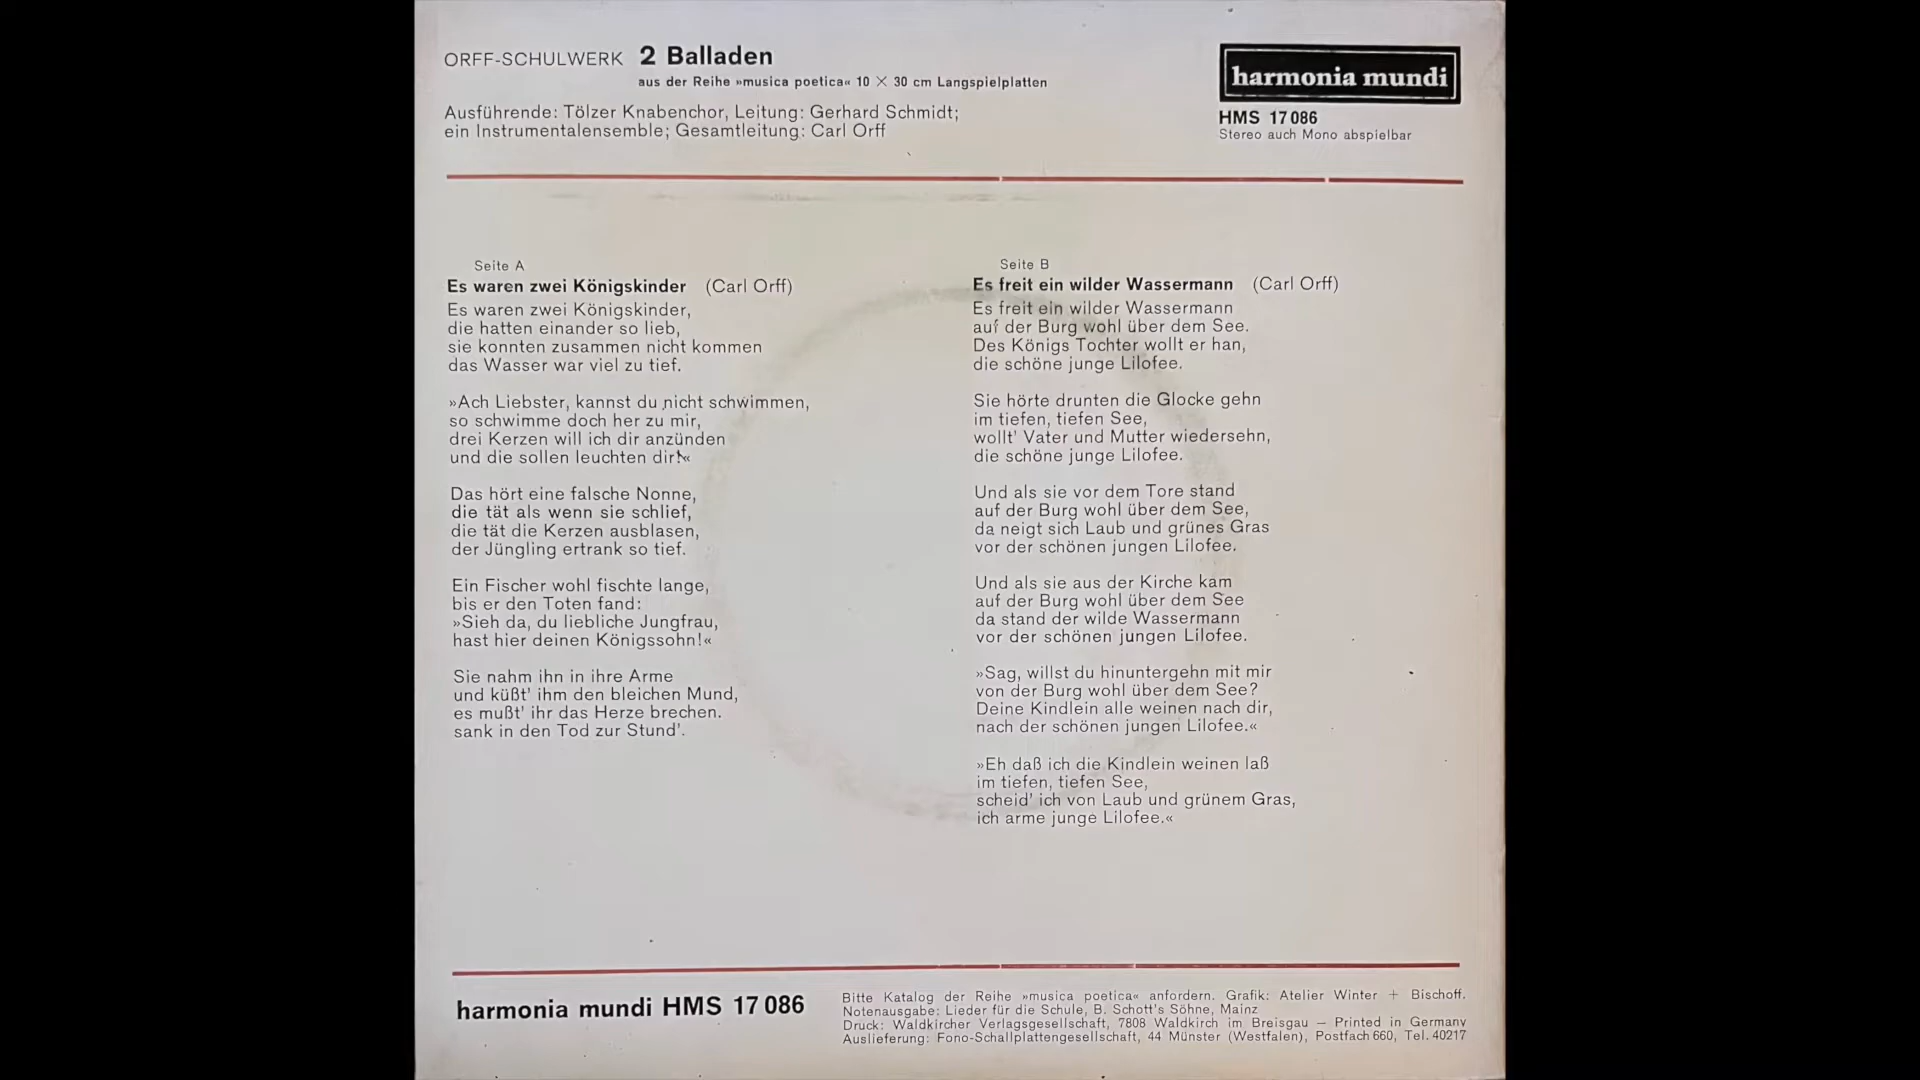 ORFF-SCHULWERK 2 Balladen
aus der Reihe »musica poetica« 10 × 30 cm Langspielplatten
Ausführende: Tölzer Knabenchor, Leitung: Gerhard Schmidt;
ein Instrumentalensemble; Gesamtleitung: Carl Orff
harmonia mundi
HMS 17 086
Stereo auch Mono abspielbar
Seite A
Es waren zwei Königskinder (Carl Orff)
Es waren zwei Königskinder,
die hatten einander so lieb,
sie konnten zusammen nicht kommen
das Wasser war viel zu tief.
»Ach Liebster, kannst du nicht schwimmen,
so schwimme doch her zu mir,
drei Kerzen will ich dir anzünden
und die sollen leuchten dir!«
Das hört eine falsche Nonne,
die tät als wenn sie schlief,
die tät die Kerzen ausblasen,
der Jüngling ertrank so tief.
Ein Fischer wohl fischte lange,
bis er den Toten fand:
»Sieh da, du liebliche Jungfrau,
hast hier deinen Königssohn!«
Sie nahm ihn in ihre Arme
und küßt' ihm den bleichen Mund,
es mußt' ihr das Herze brechen.
sank in den Tod zur Stund'.
Seite B
Es freit ein wilder Wassermann (Carl Orff)
Es freit ein wilder Wassermann
auf der Burg wohl über dem See.
Des Königs Tochter wollt er han,
die schöne junge Lilofee.
Sie hörte drunten die Glocke gehn
im tiefen, tiefen See,
wollt' Vater und Mutter wiedersehn,
die schöne junge Lilofee.
Und als sie vor dem Tore stand
auf der Burg wohl über dem See,
da neigt sich Laub und grünes Gras
vor der schönen jungen Lilofee.
Und als sie aus der Kirche kam
auf der Burg wohl über dem See
da stand der wilde Wassermann
vor der schönen jungen Lilofee.
»Sag, willst du hinuntergehn mit mir
von der Burg wohl über dem See?
Deine Kindlein alle weinen nach dir,
nach der schönen jungen Lilofee.«
»Eh daß ich die Kindlein weinen laß
im tiefen, tiefen See,
scheid' ich von Laub und grünem Gras,
ich arme junge Lilofee.«
harmonia mundi HMS 17 086
Bitte Katalog der Reihe »musica poetica« anfordern. Grafik: Atelier Winter + Bischoff.
Notenausgabe: Lieder für die Schule, B. Schott's Söhne, Mainz
Druck: Waldkircher Verlagsgesellschaft, 7808 Waldkirch im Breisgau – Printed in Germany
Auslieferung: Fono-Schallplattengesellschaft, 44 Münster (Westfalen), Postfach 660, Tel. 40217